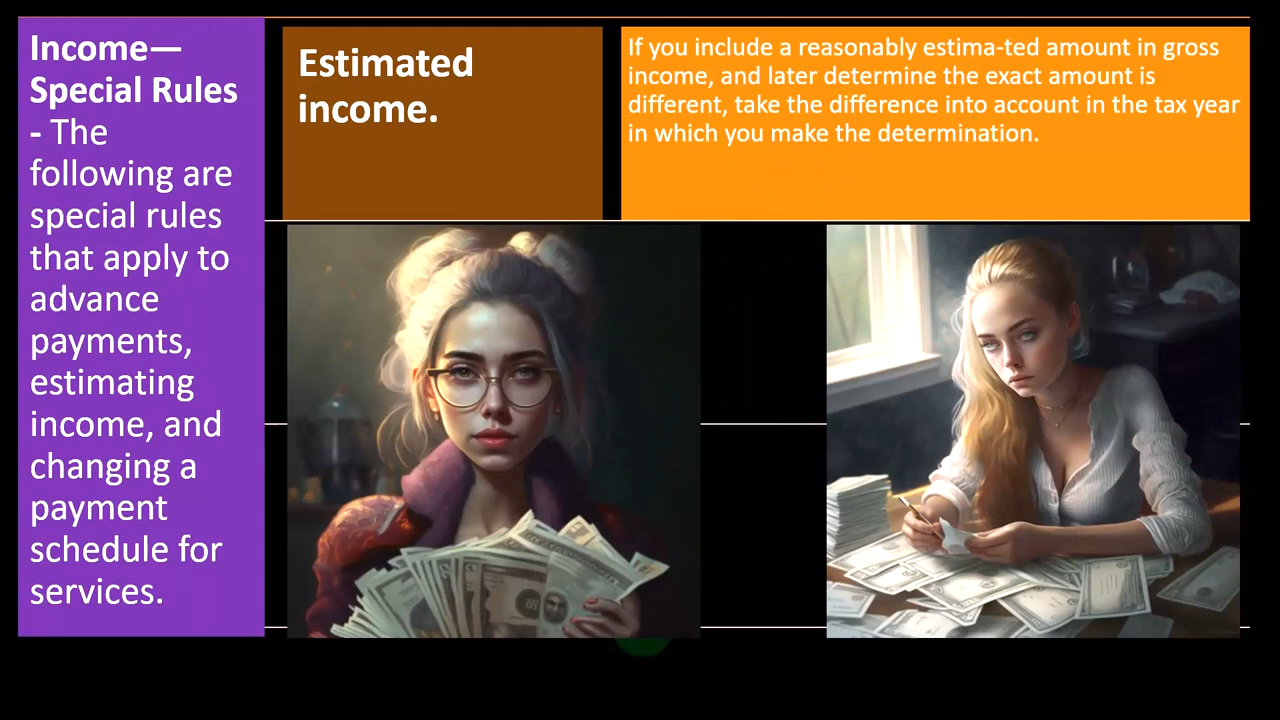 Income—
Special Rules
- The
following are
special rules
that apply to
advance
payments,
estimating
income, and
changing a
payment
schedule for
services.
Estimated
income.
If you include a reasonably estima-ted amount in gross
income, and later determine the exact amount is
different, take the difference into account in the tax year
in which you make the determination.